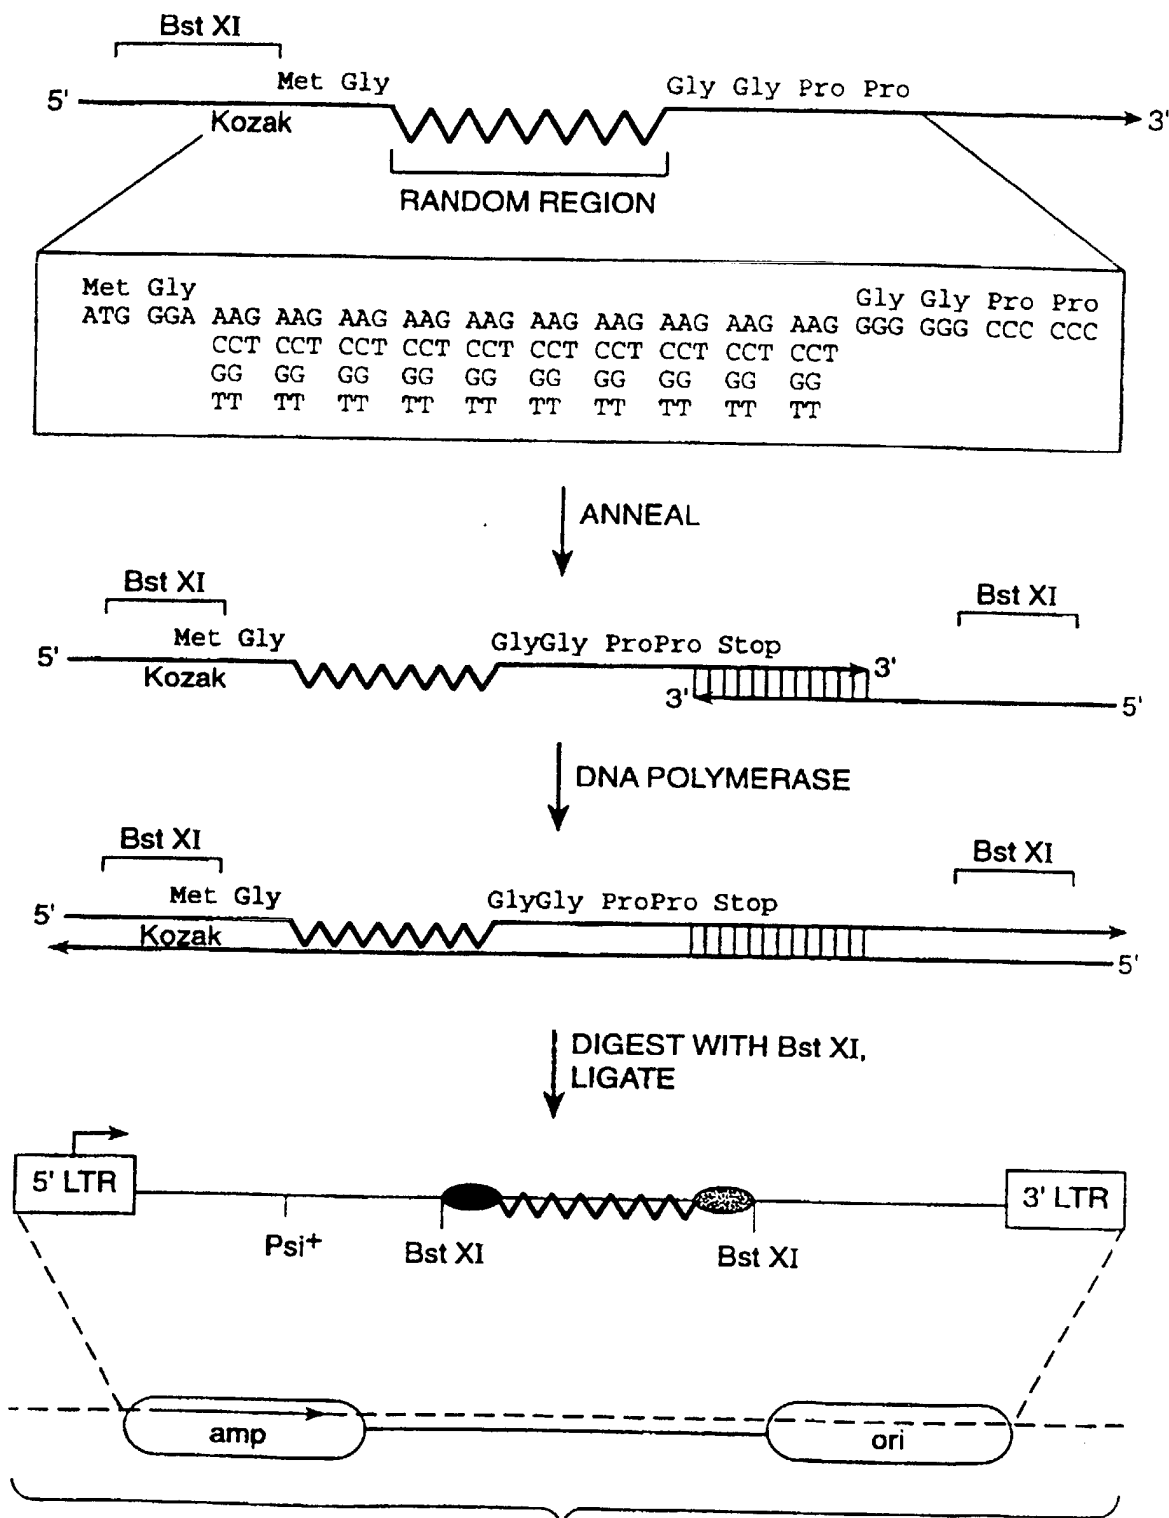 Bst XI
Met Gly
Gly Gly Pro Pro
5'
3'
Kozak
RANDOM REGION
Met Gly
Gly Gly Pro Pro
ATG GGA AAG AAG AAG AAG AAG AAG AAG AAG AAG AAG GGG GGG CCC CCC
CCT CCT CCT CCT CCT CCT CCT CCT CCT CCT
GG GG GG GG GG GG GG GG GG GG
TT TT TT TT TT TT TT TT TT TT
ANNEAL
Bst XI
Bst XI
Met Gly
GlyGly ProPro Stop
5'
3'
Kozak
3'
5'
DNA POLYMERASE
Bst XI
Bst XI
Met Gly
GlyGly ProPro Stop
5'
Kozak
5'
DIGEST WITH Bst XI,
LIGATE
5' LTR
3' LTR
Psi+
Bst XI
Bst XI
amp
ori